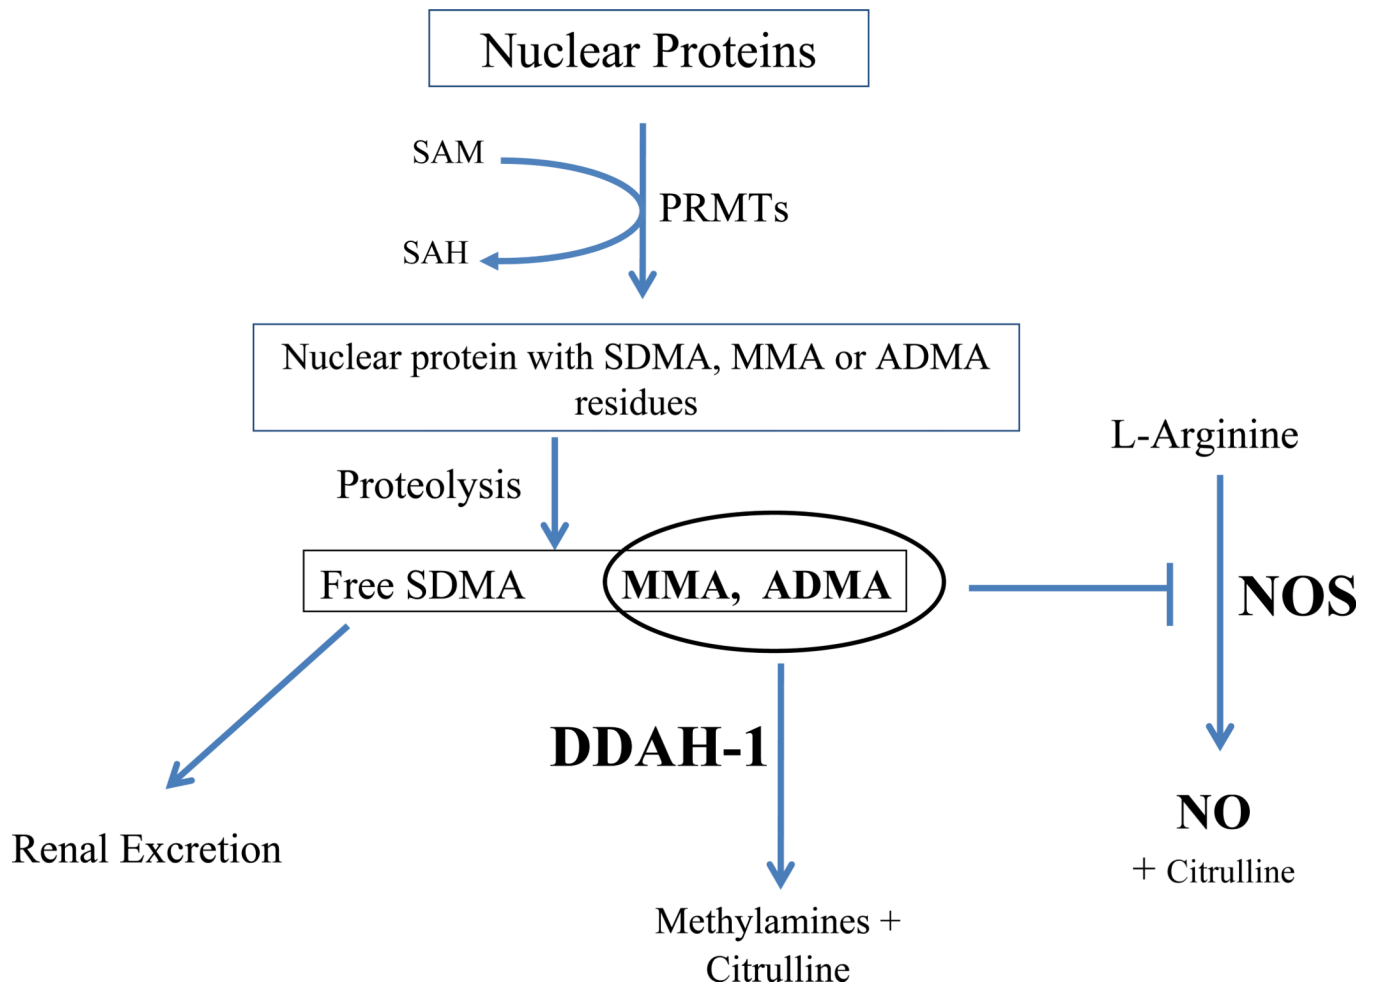 Nuclear Proteins
SAM
PRMTs
SAH
Nuclear protein with SDMA, MMA or ADMA
residues
L-Arginine
Proteolysis
Free SDMA MMA, ADMA
NOS
DDAH-1
NO
+ Citrulline
Renal Excretion
Methylamines +
Citrulline